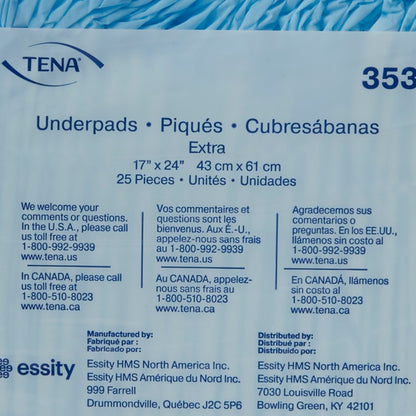 TENA®
353
Underpads • Piqués • Cubresábanas
Extra
17" x 24" 43 cm x 61 cm
25 Pieces • Unités • Unidades
We welcome your
comments or questions.
In the U.S.A., please call
us toll free at
1-800-992-9939
www.tena.us
Vos commentaires et
questions sont les
bienvenus. Aux É.-U.,
appelez-nous sans frais
au 1-800-992-9939
www.tena.us
Agradecemos sus
comentarios o
preguntas. En los EE.UU.,
llámenos sin costo al
1-800-992-9939
www.tena.us
In CANADA, please call
us toll free at
1-800-510-8023
www.tena.ca
Au CANADA, appelez-
nous sans frais au
1-800-510-8023
www.tena.ca
En CANADÁ, llámenos
sin costo al
1-800-510-8023
www.tena.ca
essity
Manufactured by:
Fabriqué par :
Fabricado por:
Essity HMS North America Inc.
Essity HMS Amérique du Nord Inc.
999 Farrell
Drummondville, Québec J2C 5P6
Distributed by:
Distribué par :
Distribuido por:
Essity HMS North America Inc.
Essity HMS Amérique du Nord Inc.
7030 Louisville Road
Bowling Green, KY 42101